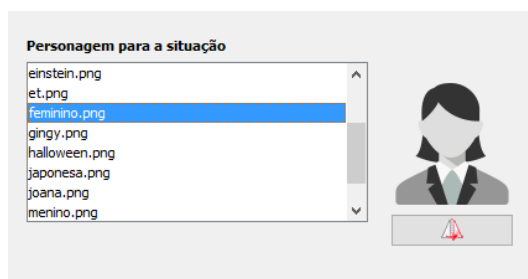 Personagem para a situação
einstein.png
et.png
feminino.png
gingy.png
halloween.png
japonesa.png
joana.png
menino.png